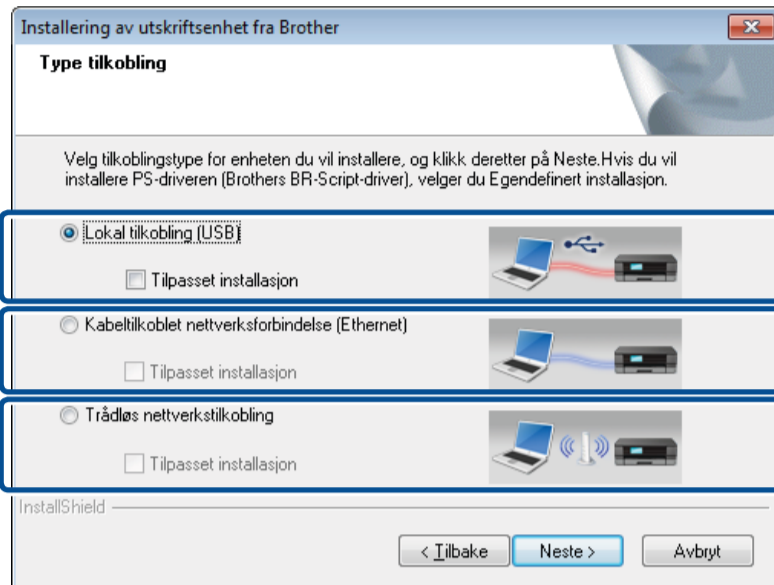 Installering av utskriftsenhet fra Brother
Type tilkobling
Velg tilkoblingstype for enheten du vil installere, og klikk deretter på Neste.Hvis du vil
installere PS-driveren (Brothers BR-Script-driver), velger du Egendefinert installasjon.
Lokal tilkobling (USB)
Tilpasset installasjon
Kabeltilkoblet nettverksforbindelse (Ethernet)
Tilpasset installasjon
Trådløs nettverkstilkobling
Tilpasset installasjon
InstallShield
< Tilbake Neste > Avbryt